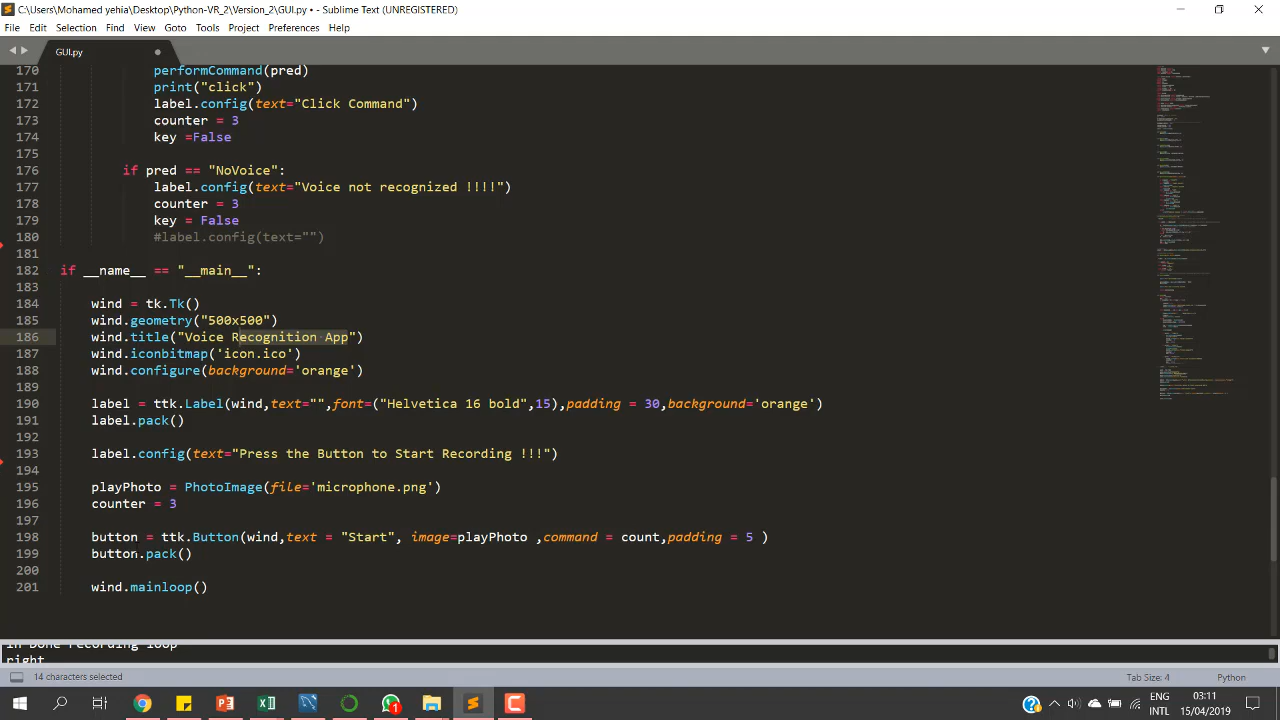 C:\Users\Mohamed yehia\Desktop\Python-VR_2\Version_2\GUI.py • - Sublime Text (UNREGISTERED)
File Edit Selection Find View Goto Tools Project Preferences Help
GUI.py
170 performCommand(pred)
171 print("click")
172 label.config(text="Click Command")
173 counter = 3
174 key =False
175
176 if pred == "NoVoice":
177 label.config(text="Voice not recognized !!!!")
178 counter = 3
179 key = False
180 #label.config(text="")
181
182 if __name__ == "__main__":
183
184 wind = tk.Tk()
185 wind.geometry("500x500")
186 wind.title("Voice Recognition App")
187 wind.iconbitmap('icon.ico')
188 wind.configure(background='orange')
189
190 label = ttk.Label(wind,text="",font=("Helvetic 15 bold",15),padding = 30,background='orange')
191 label.pack()
192
193 label.config(text="Press the Button to Start Recording !!!")
194
195 playPhoto = PhotoImage(file='microphone.png')
196 counter = 3
197
198 button = ttk.Button(wind,text = "Start", image=playPhoto ,command = count,padding = 5 )
199 button.pack()
200
201 wind.mainloop()
in Done recording loop
right
14 characters selected
Tab Size: 4 Python
1
ENG 03:11
INTL 15/04/2019